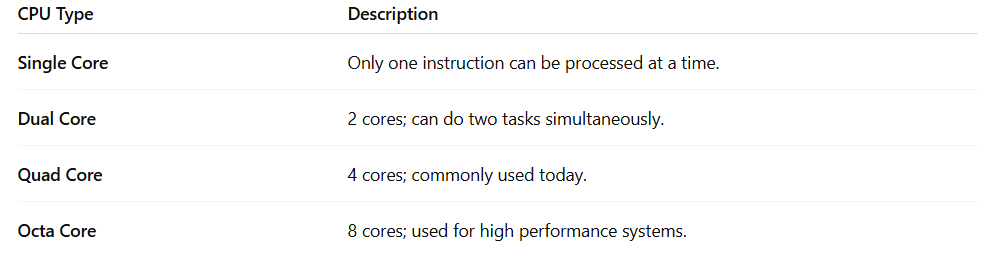 CPU Type Description
Single Core Only one instruction can be processed at a time.
Dual Core 2 cores; can do two tasks simultaneously.
Quad Core 4 cores; commonly used today.
Octa Core 8 cores; used for high performance systems.